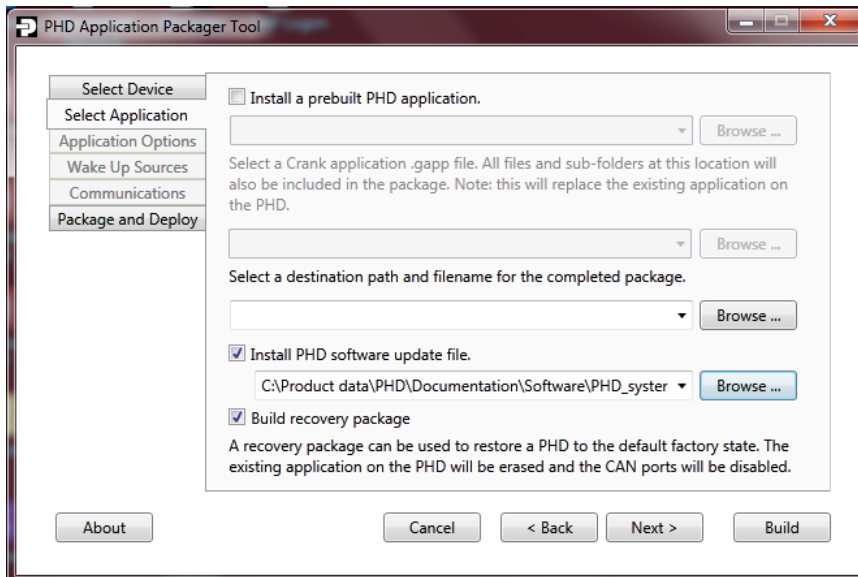 PHD Application Packager Tool
Select Device
Select Application
Application Options
Wake Up Sources
Communications
Package and Deploy
Install a prebuilt PHD application.
Browse ...
Select a Crank application .gapp file. All files and sub-folders at this location will
also be included in the package. Note: this will replace the existing application on
the PHD.
Browse ...
Select a destination path and filename for the completed package.
Browse ...
Install PHD software update file.
C:\Product data\PHD\Documentation\Software\PHD_syster
Browse ...
Build recovery package
A recovery package can be used to restore a PHD to the default factory state. The
existing application on the PHD will be erased and the CAN ports will be disabled.
About
Cancel
< Back
Next >
Build